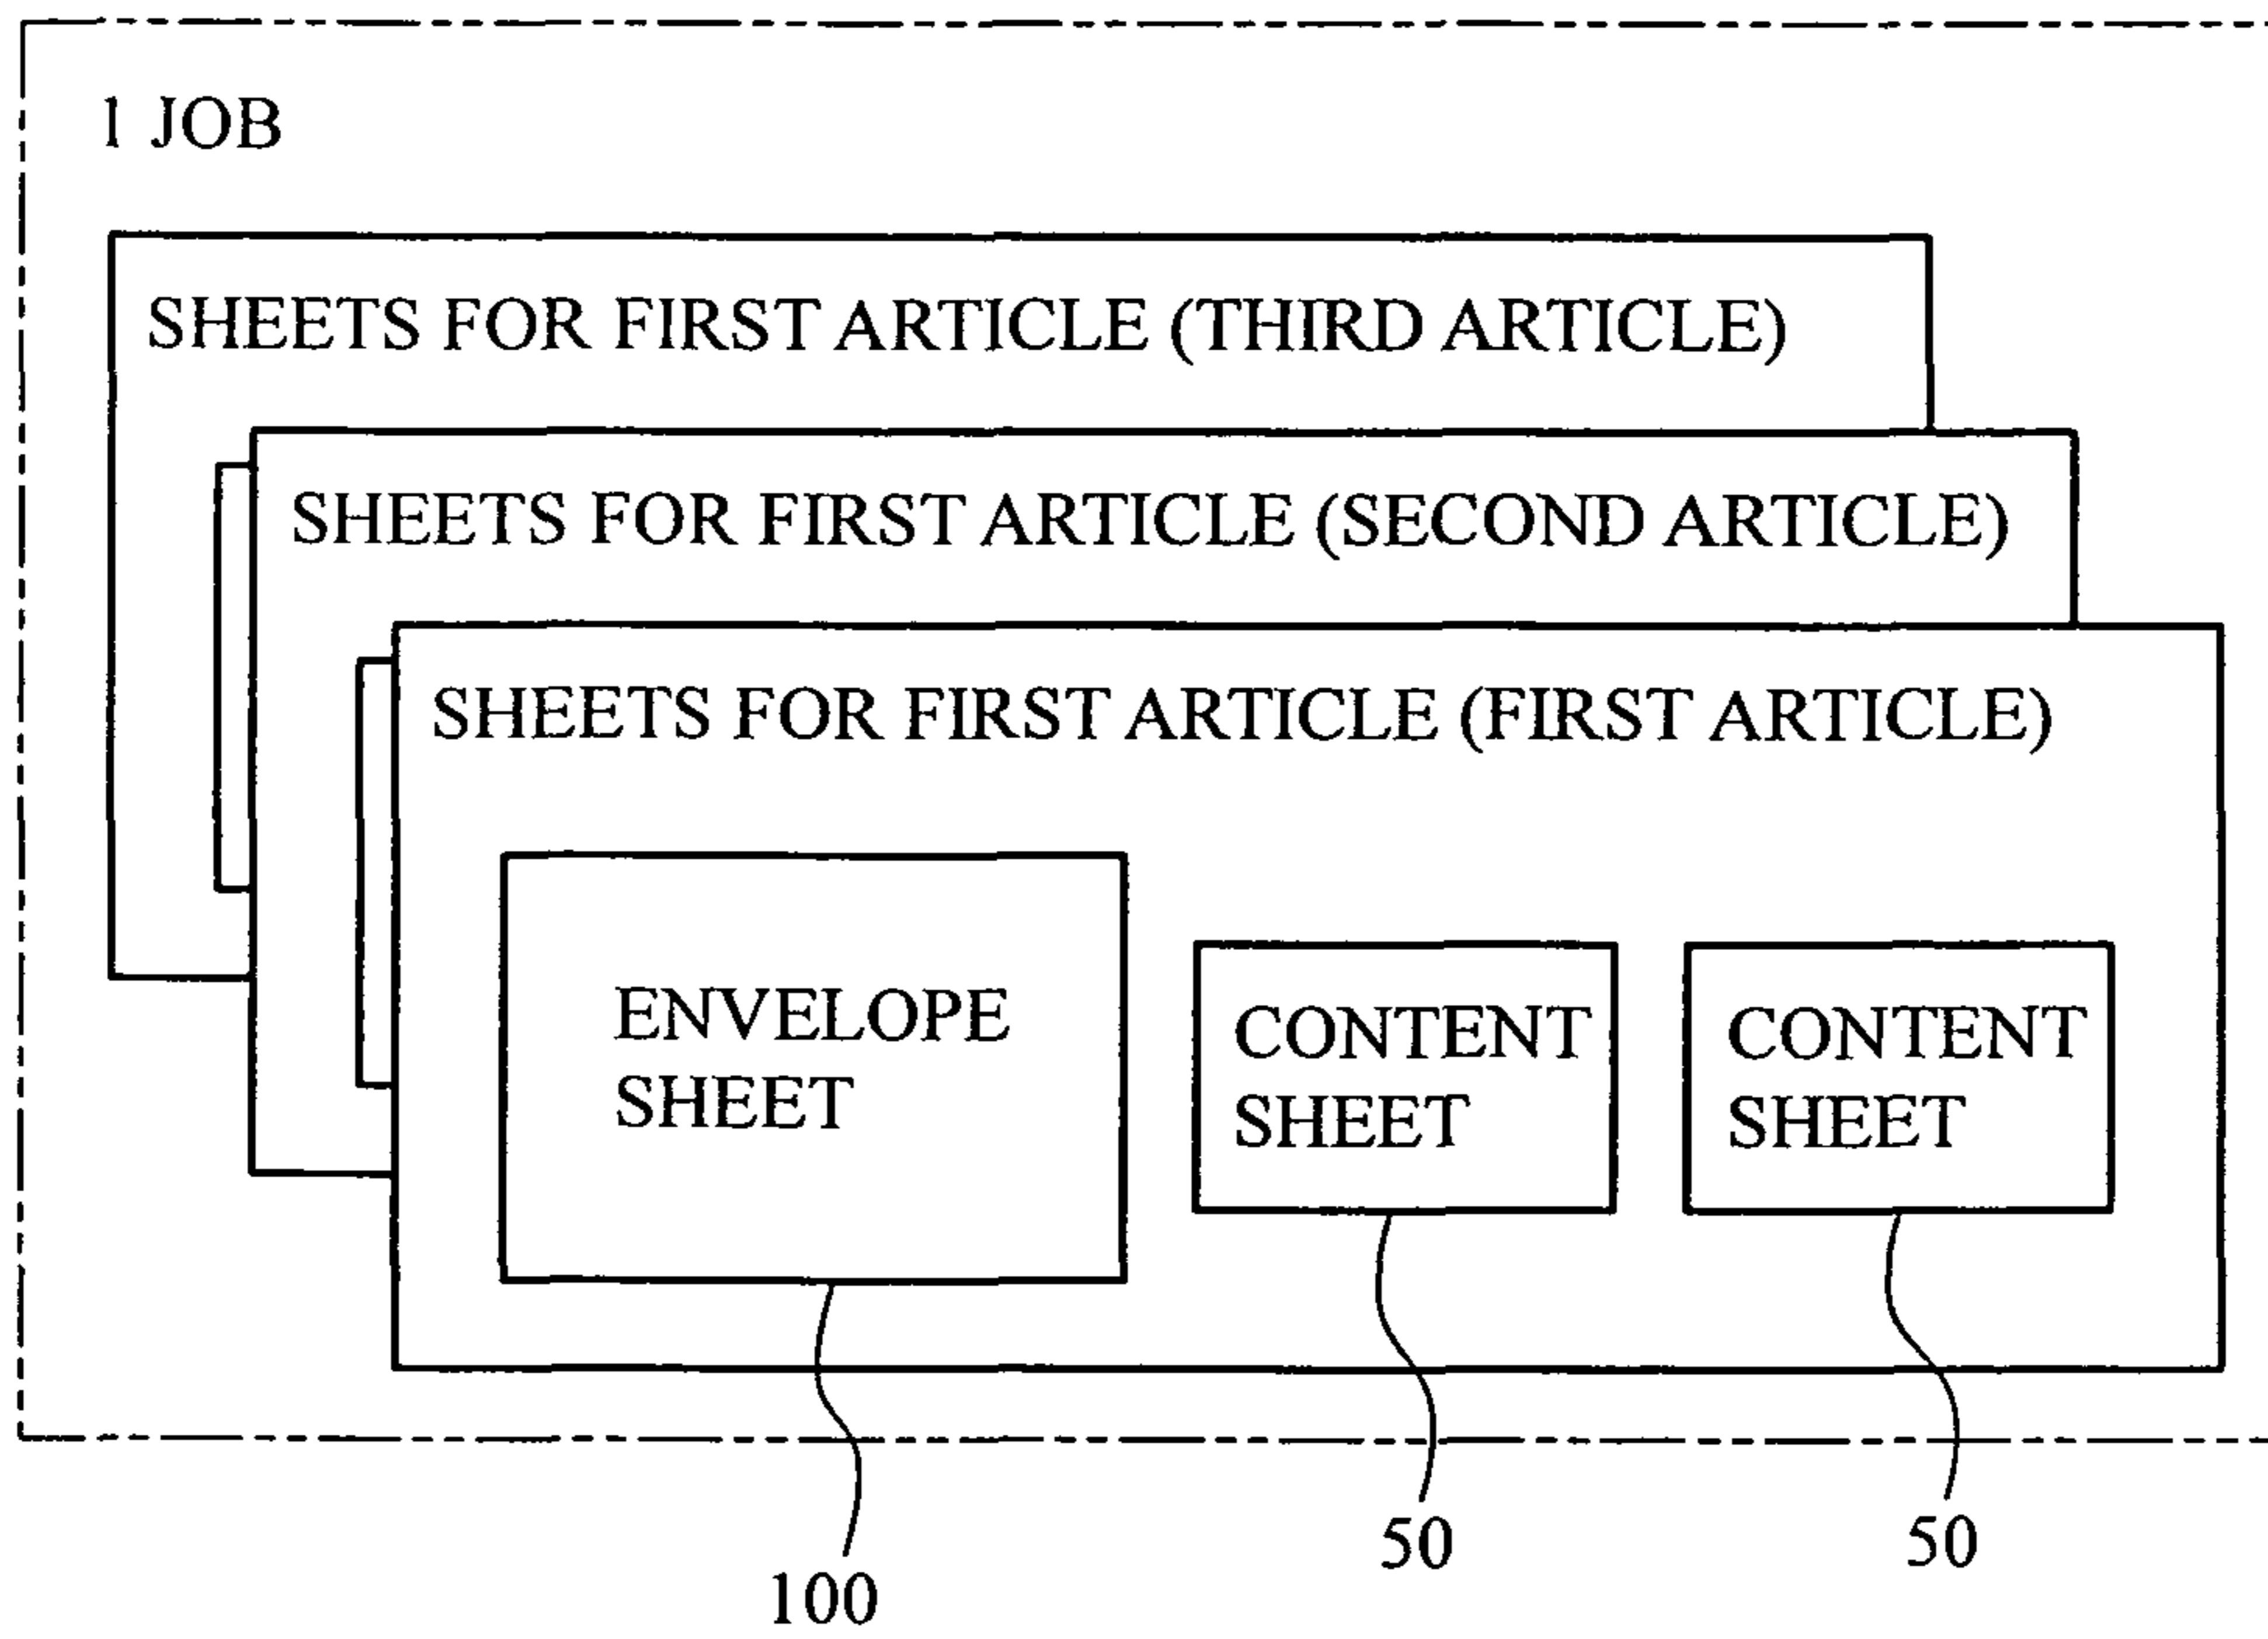 1 JOB
SHEETS FOR FIRST ARTICLE (THIRD ARTICLE)
SHEETS FOR FIRST ARTICLE (SECOND ARTICLE)
SHEETS FOR FIRST ARTICLE (FIRST ARTICLE)
ENVELOPE
SHEET
CONTENT
SHEET
CONTENT
SHEET
100
50
50